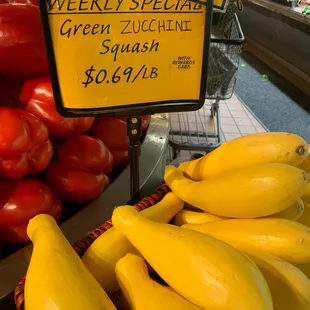 WEEKLY SPECIAL
Green ZUCCHINI
Squash
$0.69/LB
WITH
REWARDS
CARD